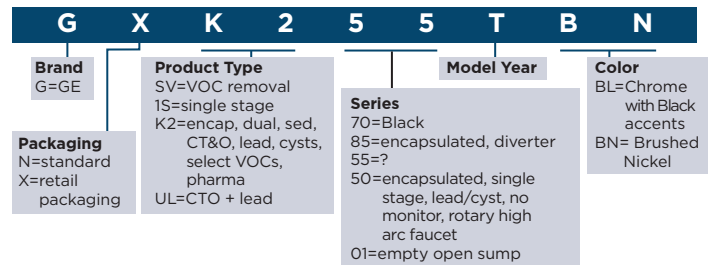 G X K 2 5 5 T B N
Brand
G=GE
Packaging
N=standard
X=retail
packaging
Product Type
SV=VOC removal
1S=single stage
K2=encap, dual, sed,
CT&O, lead, cysts,
select VOCs,
pharma
UL=CTO + lead
Series
70=Black
85=encapsulated, diverter
55=?
50=encapsulated, single
stage, lead/cyst, no
monitor, rotary high
arc faucet
01=empty open sump
Model Year
Color
BL=Chrome
with Black
accents
BN= Brushed
Nickel